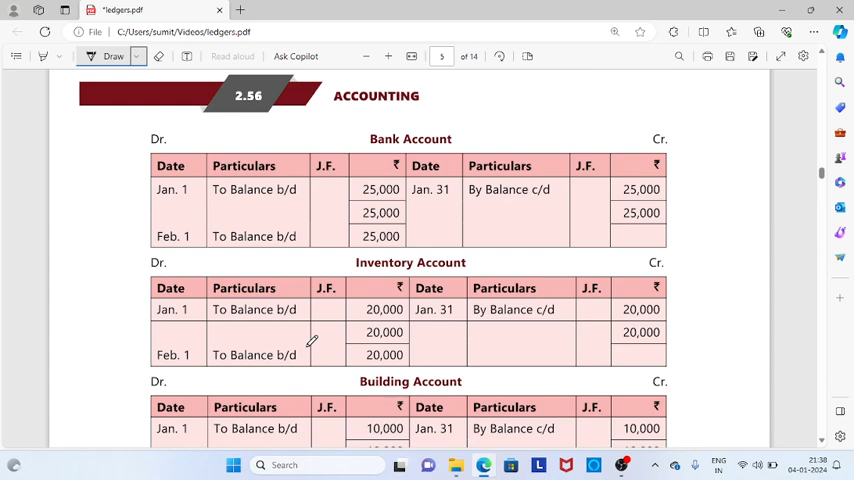 *ledgers.pdf
File C:/Users/sumit/Videos/ledgers.pdf
Draw Read aloud Ask Copilot 5 of 14
2.56 ACCOUNTING
Dr. Bank Account Cr.
Date Particulars J.F. ₹ Date Particulars J.F. ₹
Jan. 1 To Balance b/d 25,000 Jan. 31 By Balance c/d 25,000
25,000 25,000
Feb. 1 To Balance b/d 25,000
Dr. Inventory Account Cr.
Date Particulars J.F. ₹ Date Particulars J.F. ₹
Jan. 1 To Balance b/d 20,000 Jan. 31 By Balance c/d 20,000
20,000 20,000
Feb. 1 To Balance b/d 20,000
Dr. Building Account Cr.
Date Particulars J.F. ₹ Date Particulars J.F. ₹
Jan. 1 To Balance b/d 10,000 Jan. 31 By Balance c/d 10,000
Search ENG 21:38
IN 04-01-2024